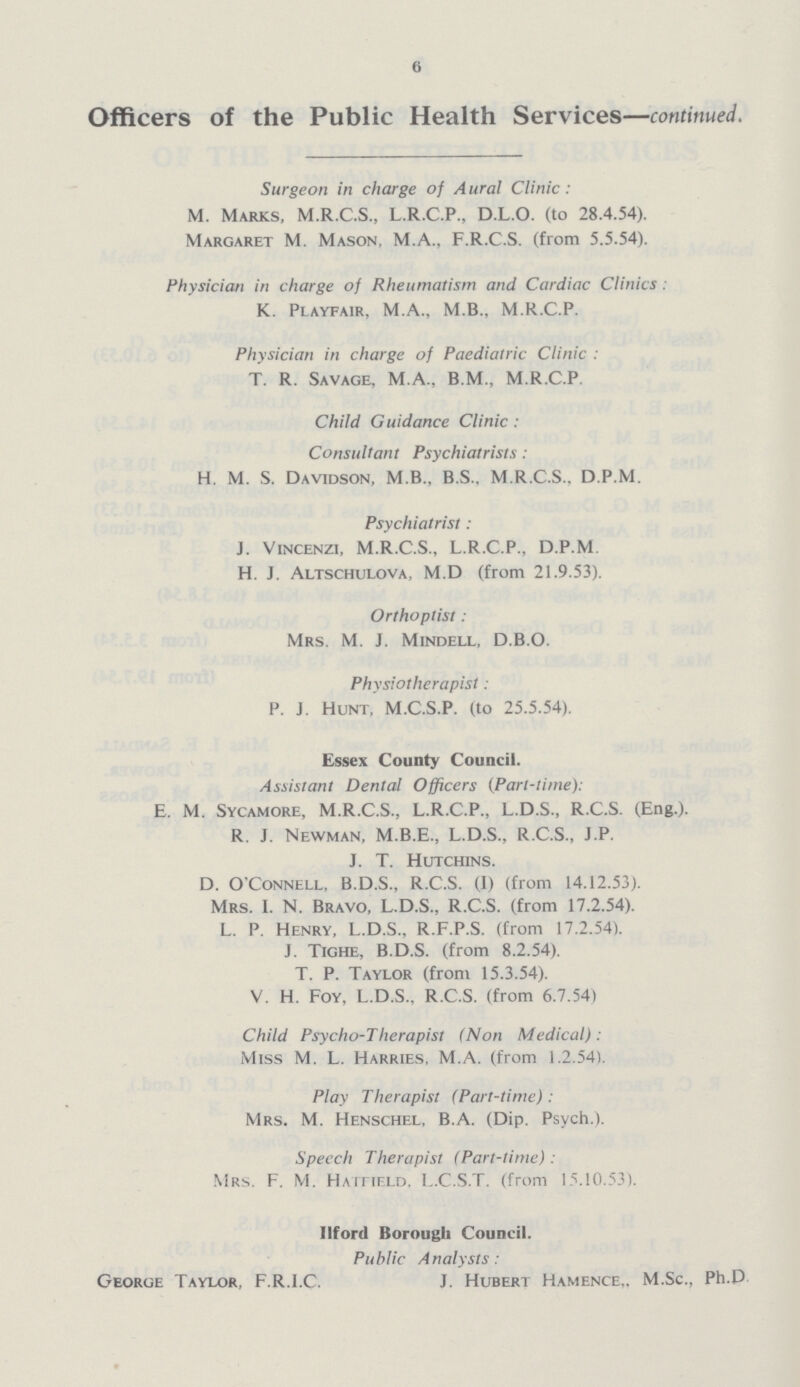 6
Officers of the Public Health Services—continued.
Surgeon in charge of Aural Clinic :
M. Marks, M.R.C.S., L.R.C.P., D.L.O. (to 28.4.54).
Margaret M. Mason, M.A., F.R.C.S. (from 5.5.54).
Physician in charge of Rheumatism and Cardiac Clinics :
K. Playfair, M.A., M.B., M.R.C.P.
Physician in charge of Paediatric Clinic :
T. R. Savage, M.A., B.M., M.R.C.P.
Child Guidance Clinic :
Consultant Psychiatrists :
H. M. S. Davidson, M.B., B.S., M.R.C.S., D.P.M.
Psychiatrist :
J. Vincenzi, M.R.C.S., L.R.C.P., D.P.M.
H. J. Altschulova, M.D (from 21.9.53).
Orthoptist :
Mrs. M. J. Mindell, D.B.O.
Physiotherapist :
P. J. Hunt, M.C.S.P. (to 25.5.54).
Essex County Council.
Assistant Dental Officers (Part-time):
E. M. Sycamore, M.R.C.S., L.R.C.P., L.D.S., R.C.S. (Eng.).
R. J. Newman, M.B.E., L.D.S., R.C.S., J.P.
J. T. Hutchins.
D. O'Connell, B.D.S., R.C.S. (I) (from 14.12.53).
Mrs. I. N. Bravo, L.D.S., R.C.S. (from 17.2.54).
L. P. Henry, L.D.S., R.F.P.S. (from 17.2.54).
J. Tighe, B.D.S. (from 8.2.54).
T. P. Taylor (from 15.3.54).
V. H. Foy, L.D.S., R.C.S. (from 6.7.54)
Child Psycho-Therapist (Non Medical) :
Miss M. L. Harries, M.A. (from 1.2.54).
Play Therapist (Part-time) :
Mrs. M. Henschel, B.A. (Dip. Psych.).
Speech Therapist (Part-time) :
Mrs. F. M. Hatfield, L.C.S.T. (from 15.10.53).
Ilford Borough Council.
Public Analysts :
George Taylor, F.R.I.C. J. Hubert Hamence,, M.Sc., Ph.D.